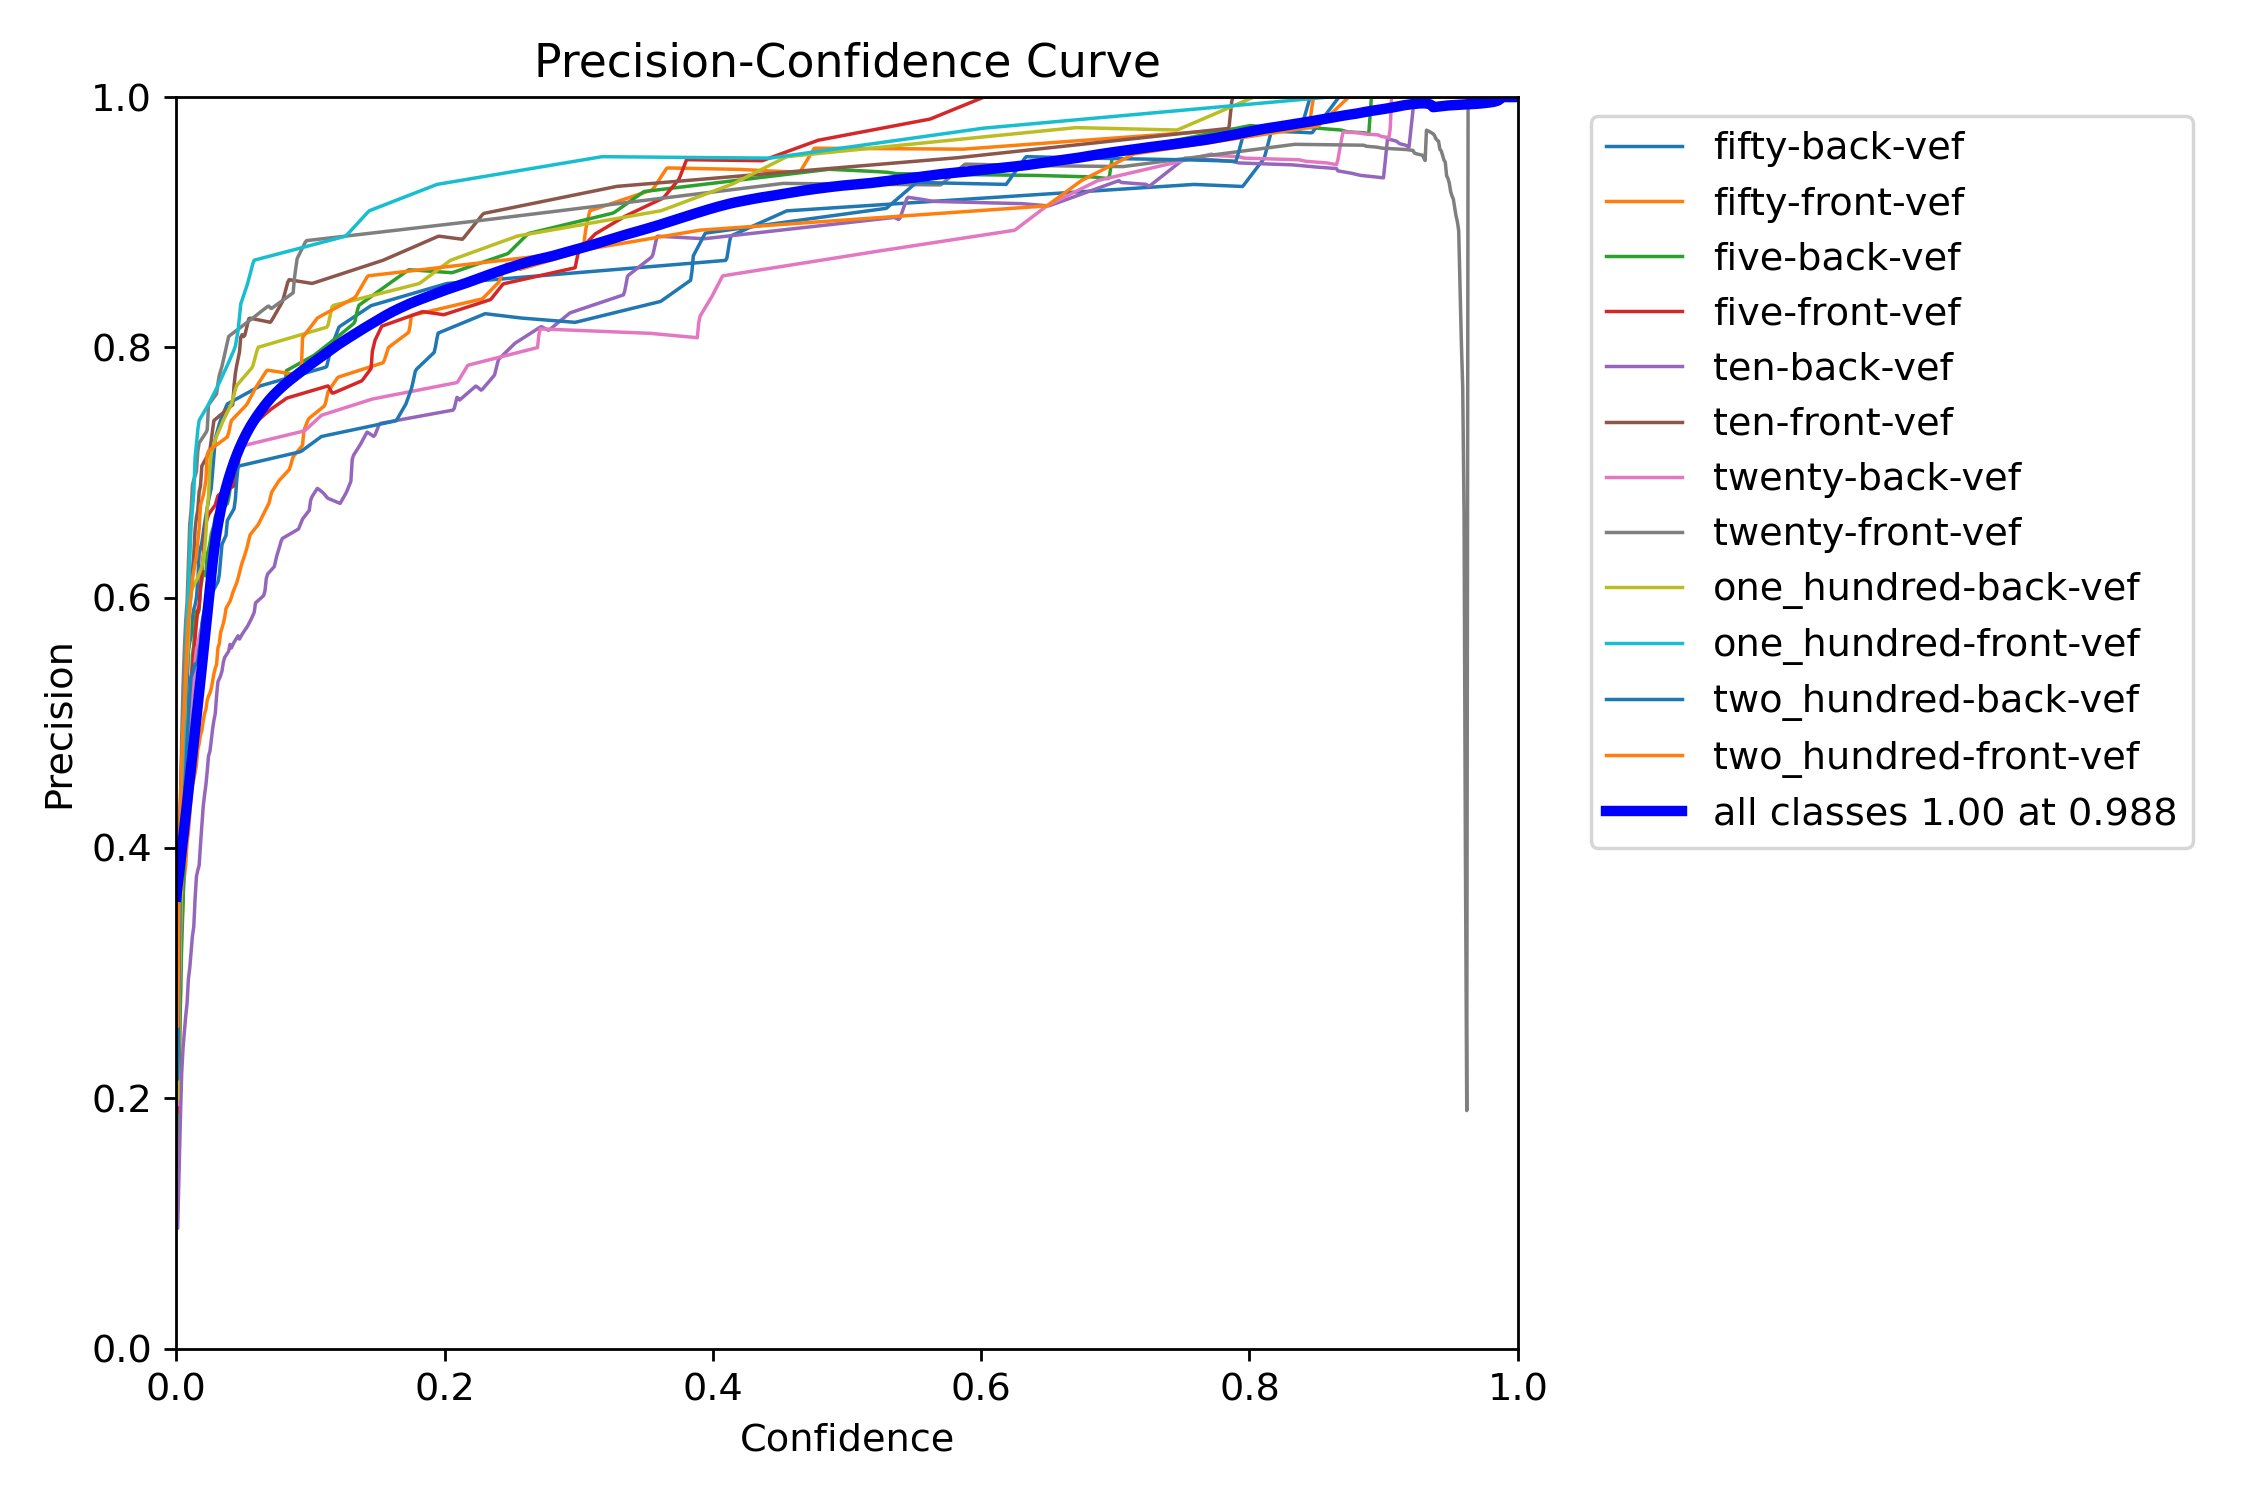 Precision-Confidence Curve
1.0
0.8
0.6
0.4
0.2
0.0
Precision
0.0 0.2 0.4 0.6 0.8 1.0
Confidence
fifty-back-vef
fifty-front-vef
five-back-vef
five-front-vef
ten-back-vef
ten-front-vef
twenty-back-vef
twenty-front-vef
one_hundred-back-vef
one_hundred-front-vef
two_hundred-back-vef
two_hundred-front-vef
all classes 1.00 at 0.988